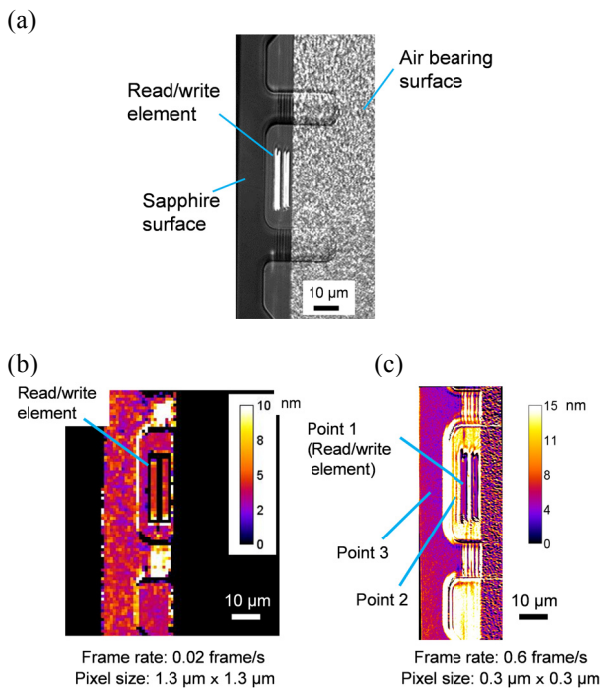 (a)
Read/write
element
Air bearing
surface
Sapphire
surface
10 µm
(b)
Read/write
element
10 nm
8
6
4
2
0
10 µm
Frame rate: 0.02 frame/s
Pixel size: 1.3 µm x 1.3 µm
(c)
15 nm
11
8
4
0
Point 1
(Read/write
element)
Point 3
Point 2
10 µm
Frame rate: 0.6 frame/s
Pixel size: 0.3 µm x 0.3 µm